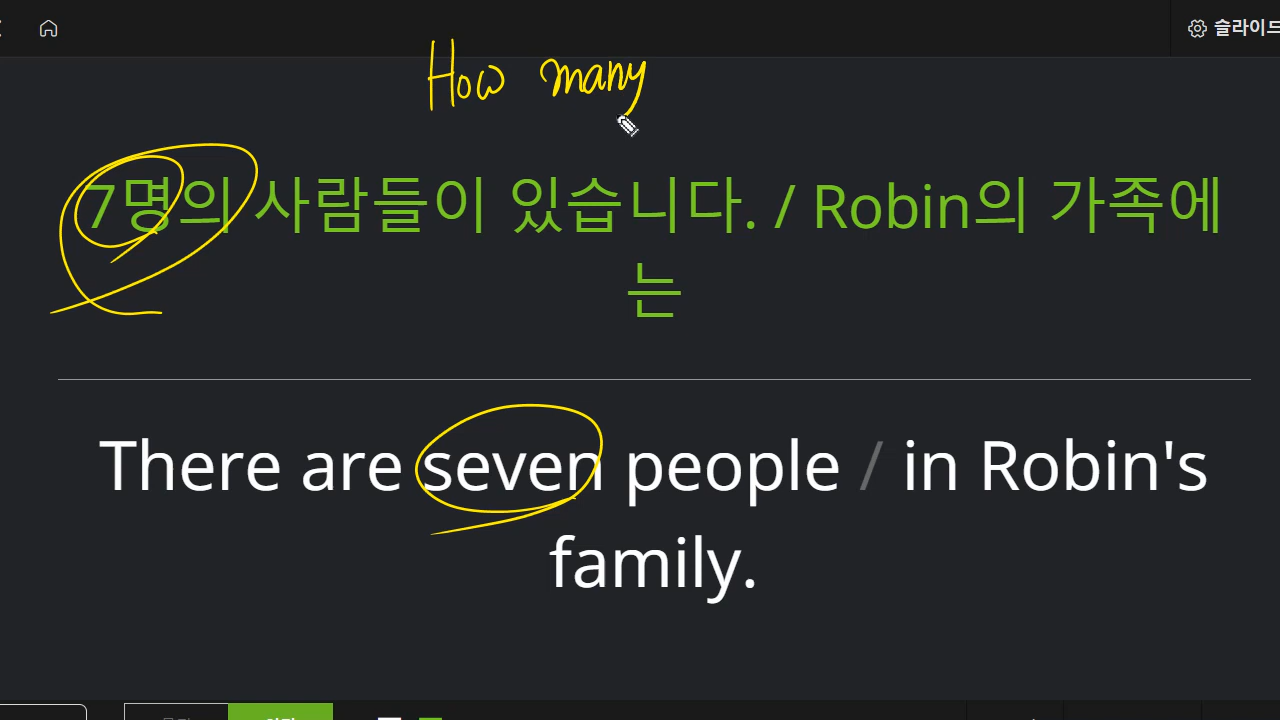 슬라이드
How many
7명의 사람들이 있습니다. / Robin의 가족에
는
There are seven people / in Robin's
family.